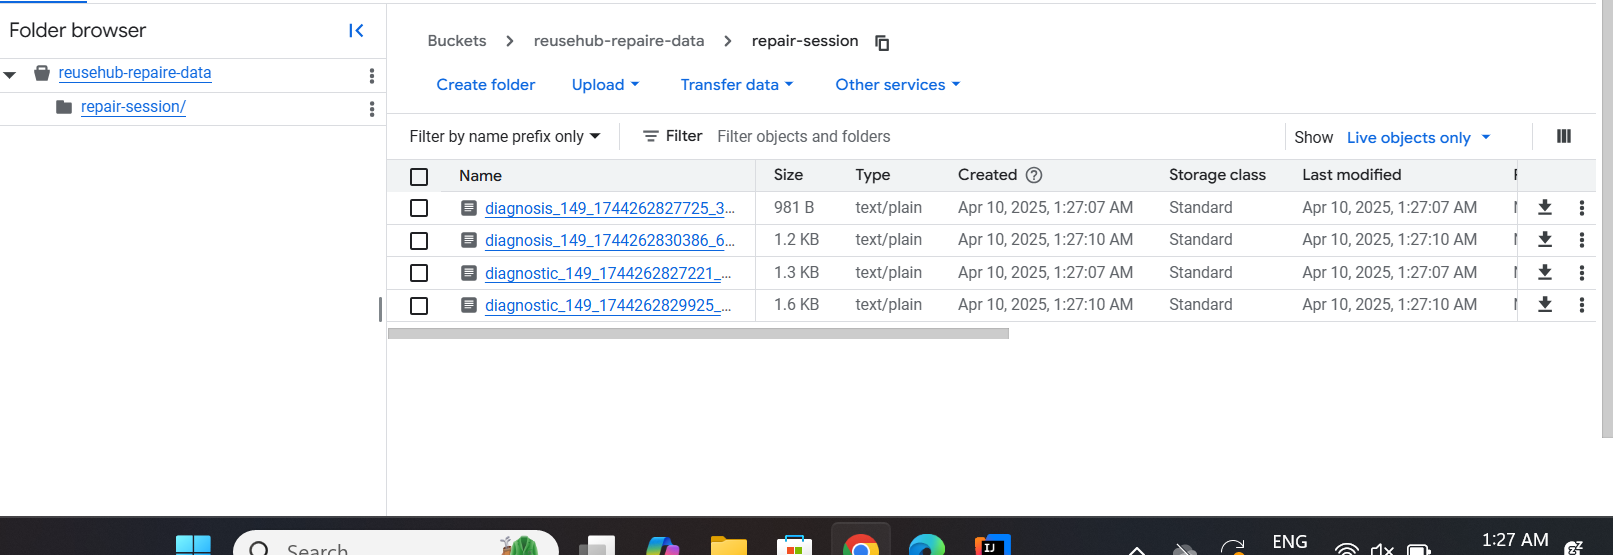 Folder browser
reusehub-repaire-data
repair-session/
Buckets > reusehub-repaire-data > repair-session
Create folder Upload Transfer data Other services
Filter by name prefix only Filter Filter objects and folders Show Live objects only
Name Size Type Created Storage class Last modified
diagnosis_149_1744262827725_3... 981 B text/plain Apr 10, 2025, 1:27:07 AM Standard Apr 10, 2025, 1:27:07 AM
diagnosis_149_1744262830386_6... 1.2 KB text/plain Apr 10, 2025, 1:27:10 AM Standard Apr 10, 2025, 1:27:10 AM
diagnostic_149_1744262827221_... 1.3 KB text/plain Apr 10, 2025, 1:27:07 AM Standard Apr 10, 2025, 1:27:07 AM
diagnostic_149_1744262829925_... 1.6 KB text/plain Apr 10, 2025, 1:27:10 AM Standard Apr 10, 2025, 1:27:10 AM
Search IJ ENG 1:27 AM